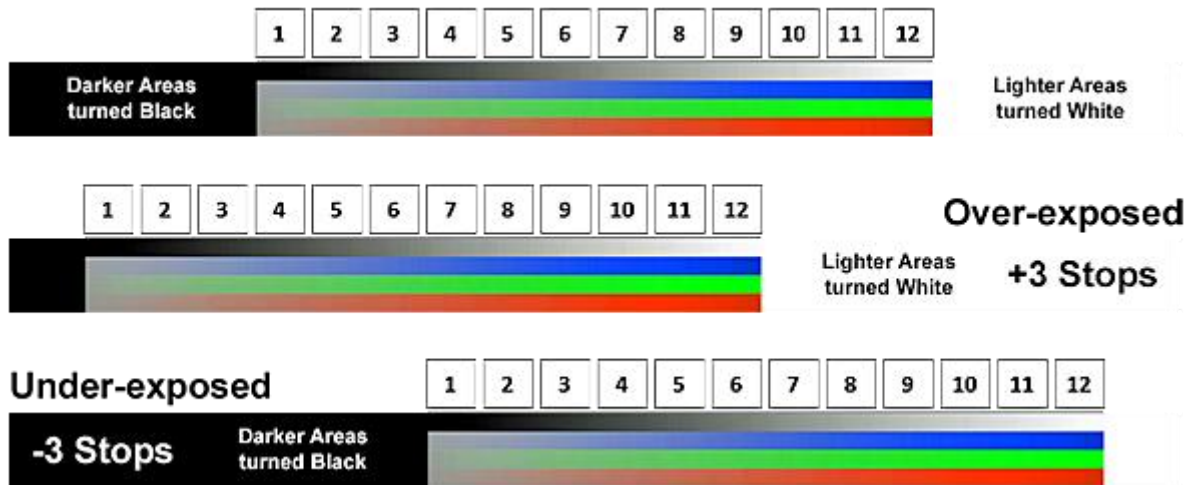 1 2 3 4 5 6 7 8 9 10 11 12
Darker Areas
turned Black
Lighter Areas
turned White
1 2 3 4 5 6 7 8 9 10 11 12
Over-exposed
Lighter Areas
turned White
+3 Stops
Under-exposed
1 2 3 4 5 6 7 8 9 10 11 12
-3 Stops
Darker Areas
turned Black